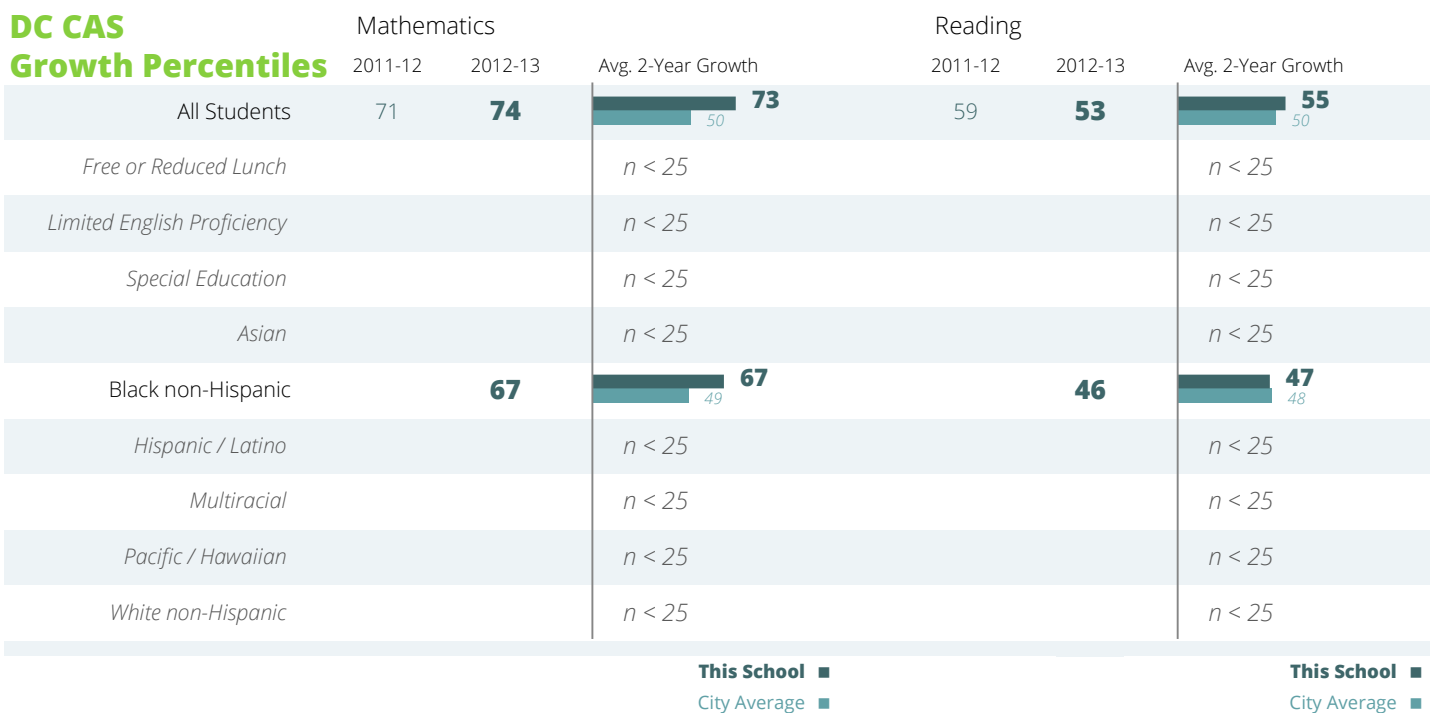 DC CAS
Growth Percentiles
Mathematics
Reading
2011-12 2012-13 Avg. 2-Year Growth 2011-12 2012-13 Avg. 2-Year Growth
All Students 71 74 73 50 59 53 55 50
Free or Reduced Lunch n < 25 n < 25
Limited English Proficiency n < 25 n < 25
Special Education n < 25 n < 25
Asian n < 25 n < 25
Black non-Hispanic 67 67 49 46 47 48
Hispanic / Latino n < 25 n < 25
Multiracial n < 25 n < 25
Pacific / Hawaiian n < 25 n < 25
White non-Hispanic n < 25 n < 25
This School This School
City Average City Average